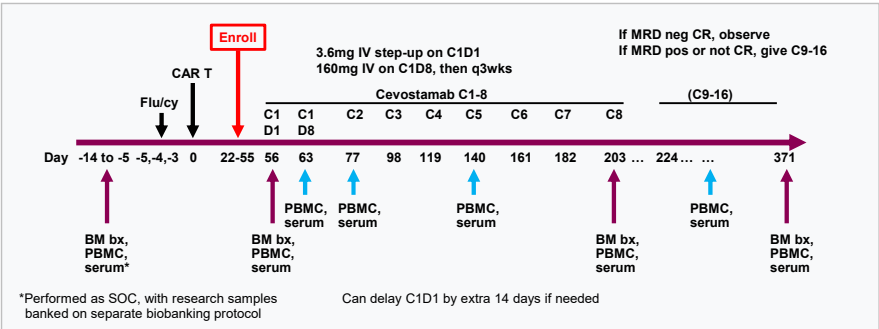 Enroll
3.6mg IV step-up on C1D1
160mg IV on C1D8, then q3wks
If MRD neg CR, observe
If MRD pos or not CR, give C9-16
CAR T
Flu/cy
Cevostamab C1-8
(C9-16)
C1 C1 C2 C3 C4 C5 C6 C7 C8
D1 D8
Day -14 to -5 -5,-4,-3 0 22-55 56 63 77 98 119 140 161 182 203 ... 224 ... ... 371
PBMC, PBMC, PBMC, PBMC,
serum serum serum serum
BM bx, BM bx, BM bx, BM bx,
PBMC, PBMC, PBMC, PBMC,
serum* serum serum serum
*Performed as SOC, with research samples
banked on separate biobanking protocol
Can delay C1D1 by extra 14 days if needed